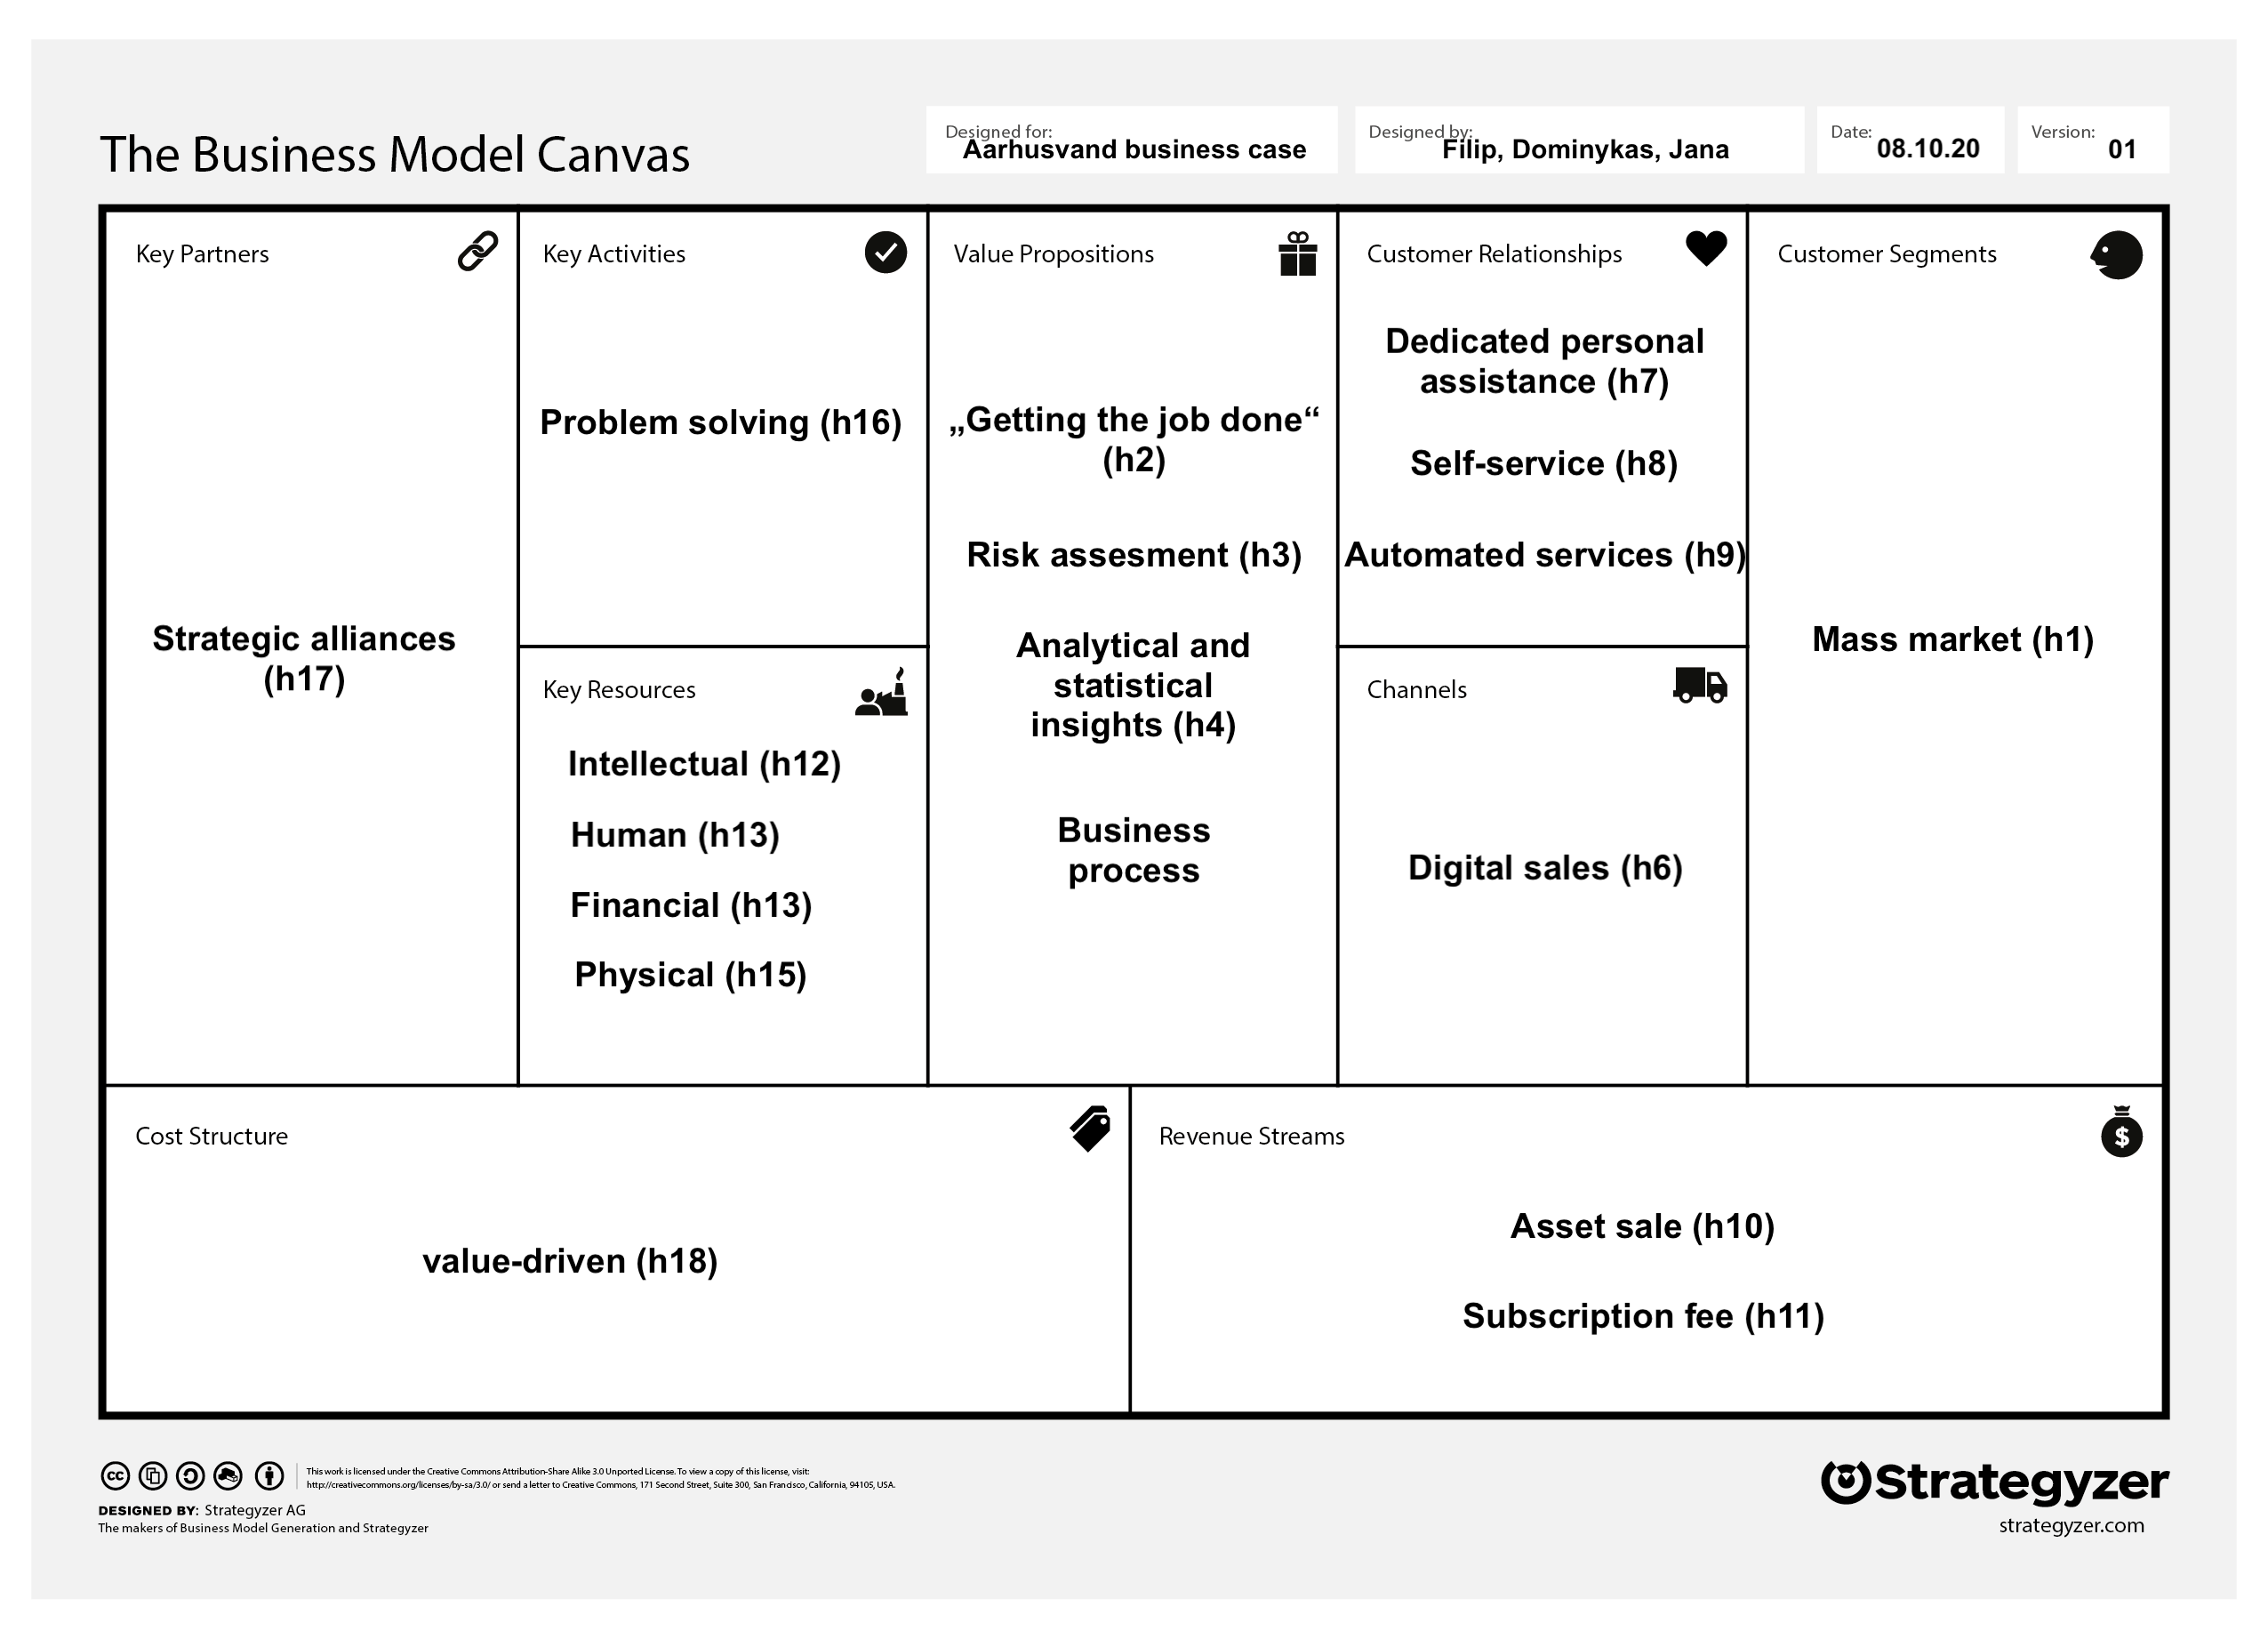 The Business Model Canvas
Designed for:
Aarhusvand business case
Designed by:
Filip, Dominykas, Jana
Date:
08.10.20
Version:
01
Key Partners
Strategic alliances
(h17)
Key Activities
Problem solving (h16)
Key Resources
Intellectual (h12)
Human (h13)
Financial (h13)
Physical (h15)
Value Propositions
„Getting the job done“
(h2)
Risk assesment (h3)
Analytical and
statistical
insights (h4)
Business
process
Customer Relationships
Dedicated personal
assistance (h7)
Self-service (h8)
Automated services (h9)
Channels
Digital sales (h6)
Customer Segments
Mass market (h1)
Cost Structure
value-driven (h18)
Revenue Streams
$
Asset sale (h10)
Subscription fee (h11)
cc
This work is licensed under the Creative Commons Attribution-Share Alike 3.0 Unported License. To view a copy of this license, visit:
http://creativecommons.org/licenses/by-sa/3.0/ or send a letter to Creative Commons, 171 Second Street, Suite 300, San Francisco, California, 94105, USA.
DESIGNED BY: Strategyzer AG
The makers of Business Model Generation and Strategyzer
Strategyzer
strategyzer.com